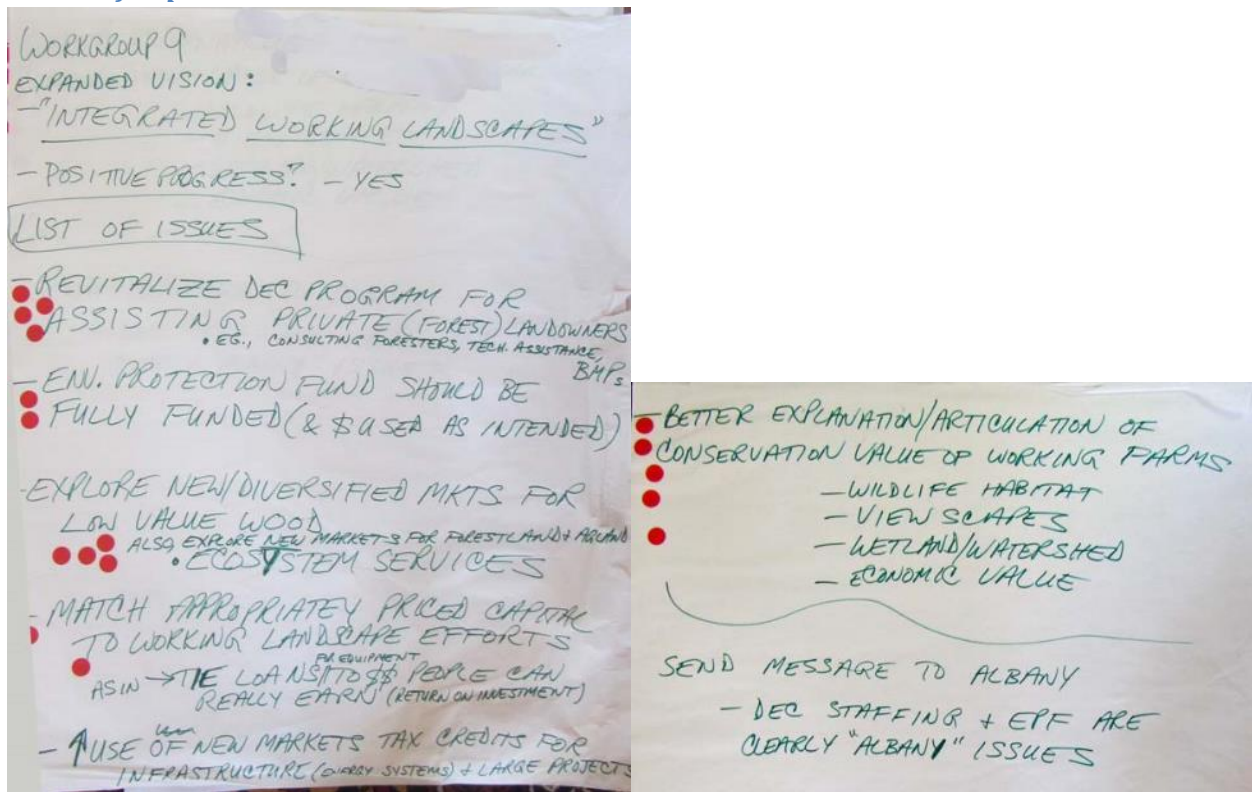 WORKGROUP 9
EXPANDED VISION:
- "INTEGRATED WORKING LANDSCAPES"
- POSITIVE PROGRESS? - YES
LIST OF ISSUES
- REVITALIZE DEC PROGRAM FOR
ASSISTING PRIVATE (FOREST) LANDOWNERS
• EG., CONSULTING FORESTERS, TECH. ASSISTANCE,
BMPs
- ENV. PROTECTION FUND SHOULD BE
FULLY FUNDED (& $ USED AS INTENDED)
- EXPLORE NEW/DIVERSIFIED MKTS FOR
LOW VALUE WOOD
ALSO EXPLORE NEW MARKETS FOR FORESTLAND + AGLAND
• ECOSYSTEM SERVICES
- MATCH APPROPRIATEY PRICED CAPITAL
TO WORKING LANDSCAPE EFFORTS
FOR EQUIPMENT
AS IN → TIE LOANS TO $$ PEOPLE CAN
REALLY EARN (RETURN ON INVESTMENT)
- ↑ USE OF NEW MARKETS TAX CREDITS FOR
INFRASTRUCTURE (ENERGY SYSTEMS) + LARGE PROJECTS
- BETTER EXPLANATION/ARTICULATION OF
CONSERVATION VALUE OF WORKING FARMS
- WILDLIFE HABITAT
- VIEW SCAPES
- WETLAND/WATERSHED
- ECONOMIC VALUE
SEND MESSAGE TO ALBANY
- DEC STAFFING + EPF ARE
CLEARLY "ALBANY" ISSUES